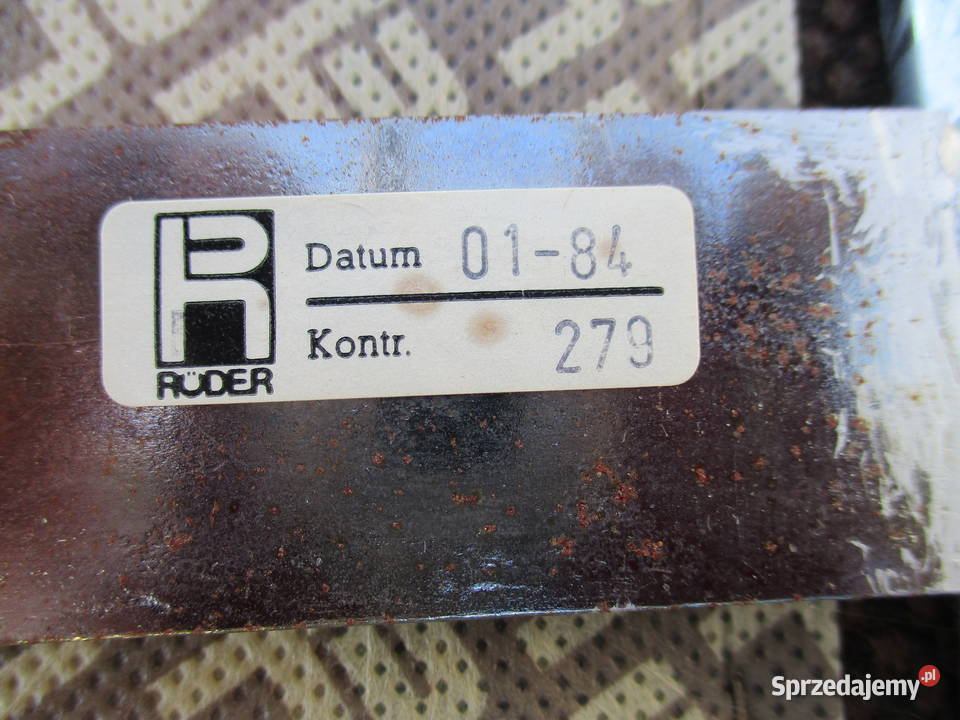 Datum 01-84
Kontr. 279
RÜDER
Sprzedajemy.pl